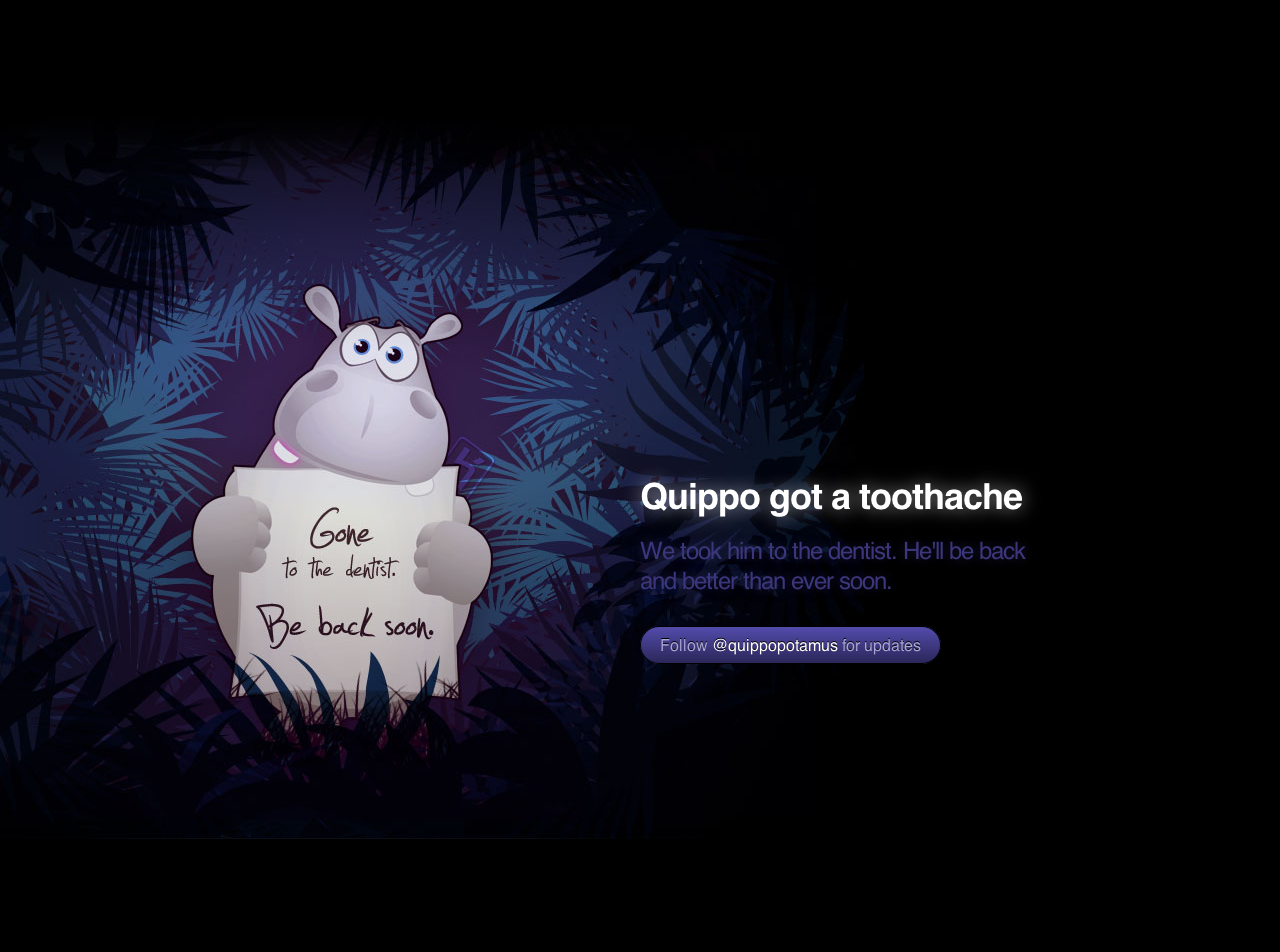 Gone
to the dentist.
Be back soon.
Quippo got a toothache
We took him to the dentist. He'll be back
and better than ever soon.
Follow @quippopotamus for updates